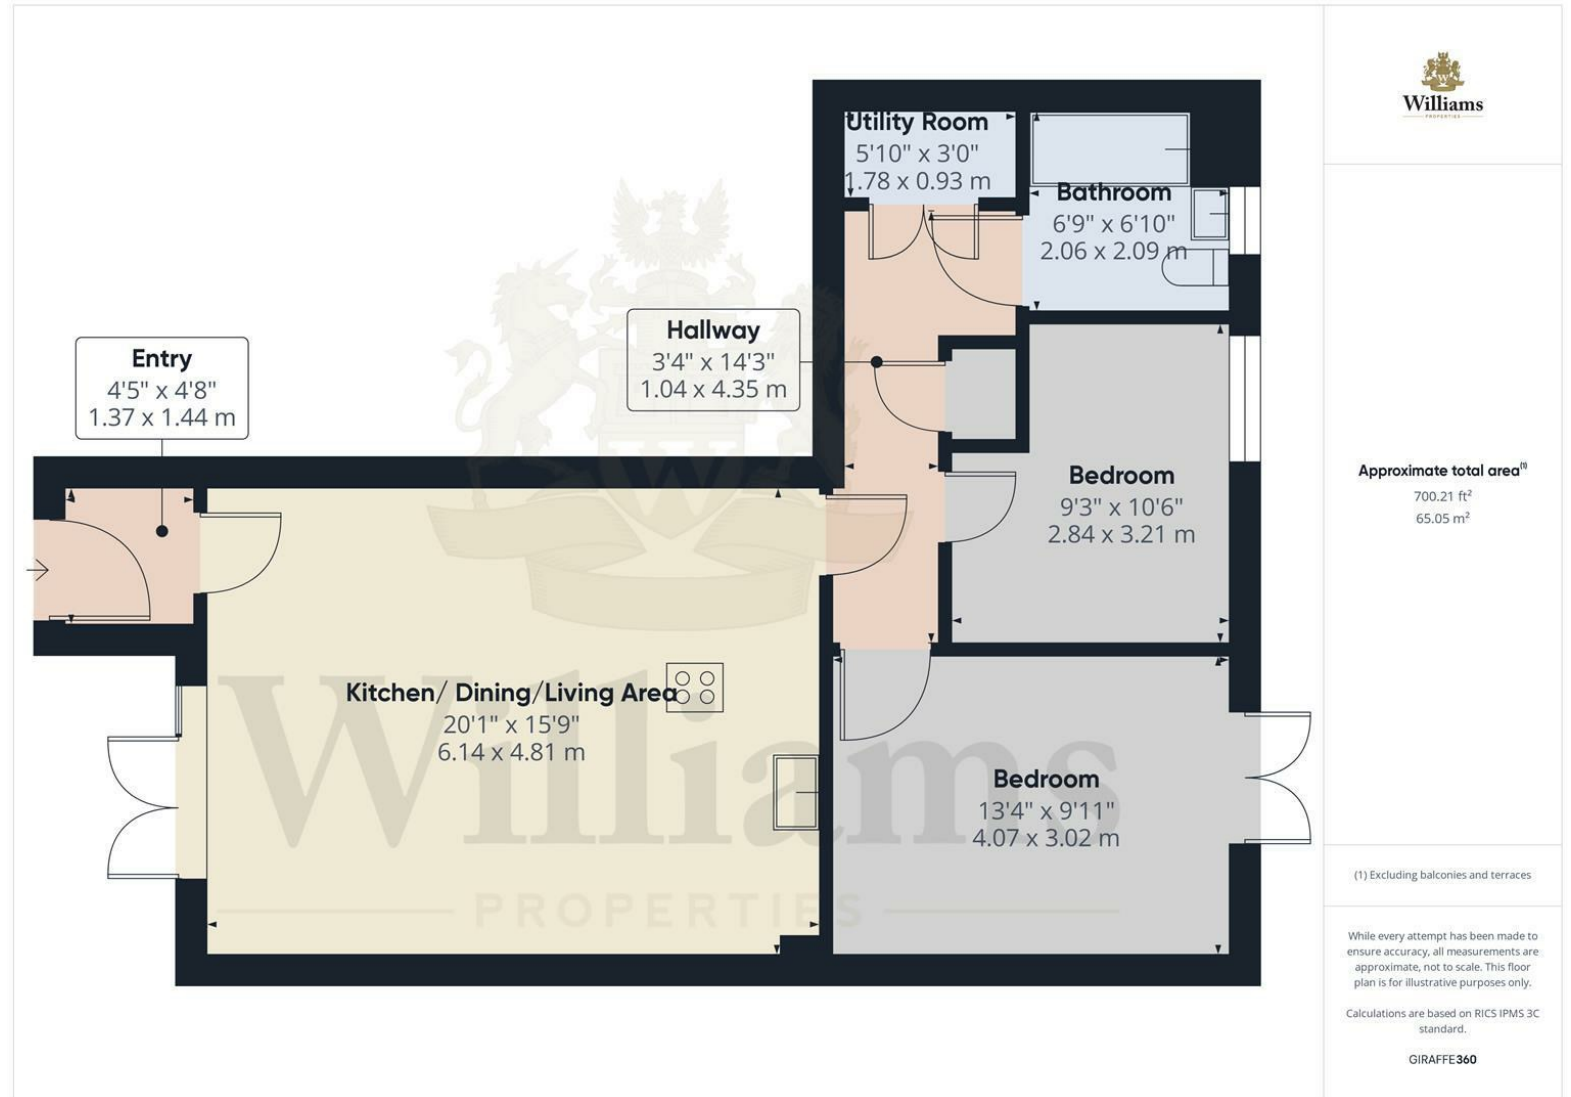 Utility Room
5'10" x 3'0"
1.78 x 0.93 m
Bathroom
6'9" x 6'10"
2.06 x 2.09 m
Hallway
3'4" x 14'3"
1.04 x 4.35 m
Entry
4'5" x 4'8"
1.37 x 1.44 m
Bedroom
9'3" x 10'6"
2.84 x 3.21 m
Kitchen/ Dining/Living Area
20'1" x 15'9"
6.14 x 4.81 m
Bedroom
13'4" x 9'11"
4.07 x 3.02 m
W
Williams
PROPERTIES
W
Williams
PROPERTIES
Approximate total area(1)
700.21 ft²
65.05 m²
(1) Excluding balconies and terraces
While every attempt has been made to
ensure accuracy, all measurements are
approximate, not to scale. This floor
plan is for illustrative purposes only.
Calculations are based on RICS IPMS 3C
standard.
GIRAFFE360